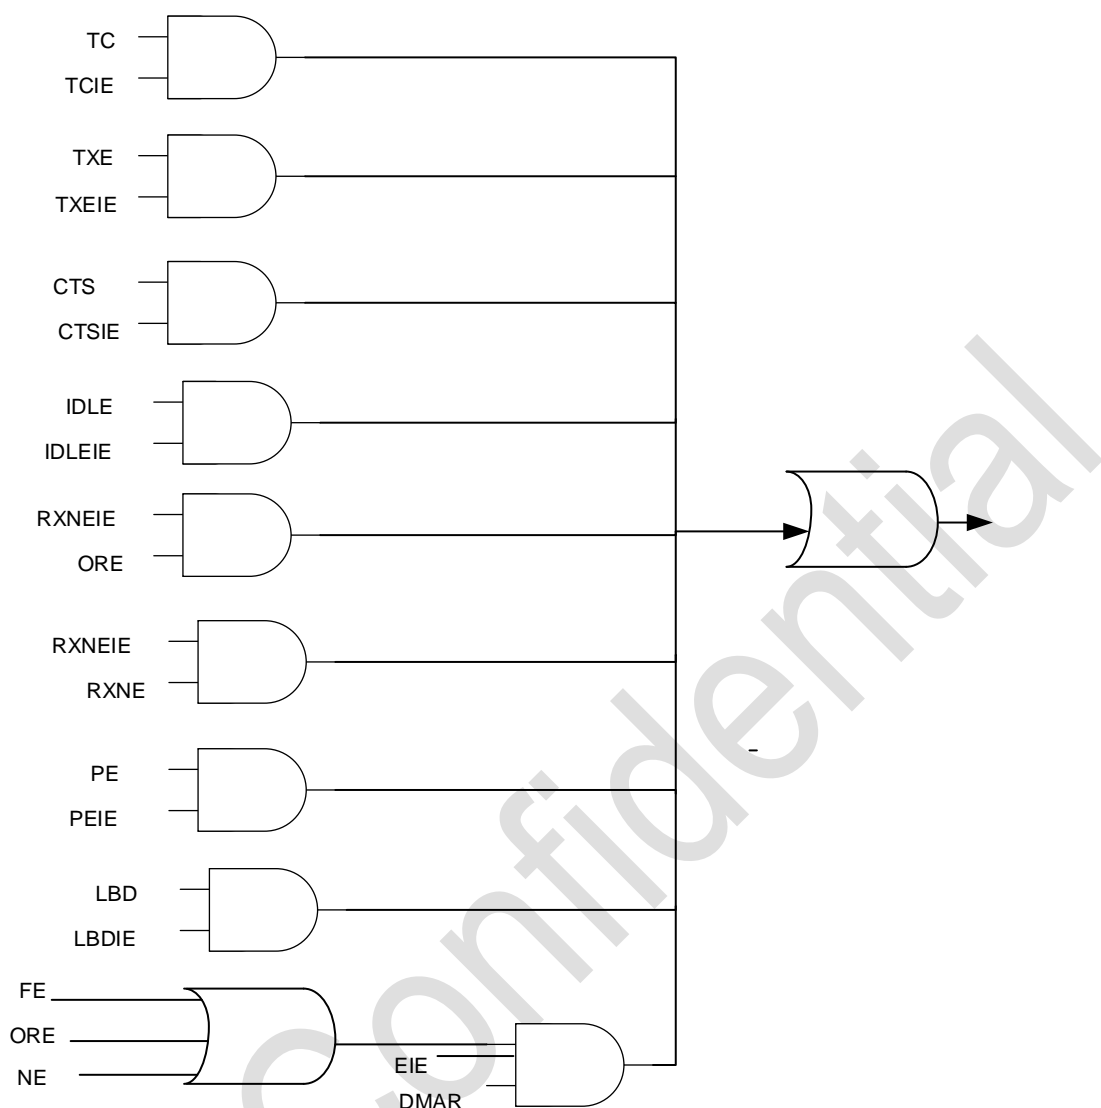 TC
TCIE
TXE
TXEIE
CTS
CTSIE
IDLE
IDLEIE
RXNEIE
ORE
RXNEIE
RXNE
PE
PEIE
LBD
LBDIE
FE
ORE
NE
EIE
DMAR
Confidential